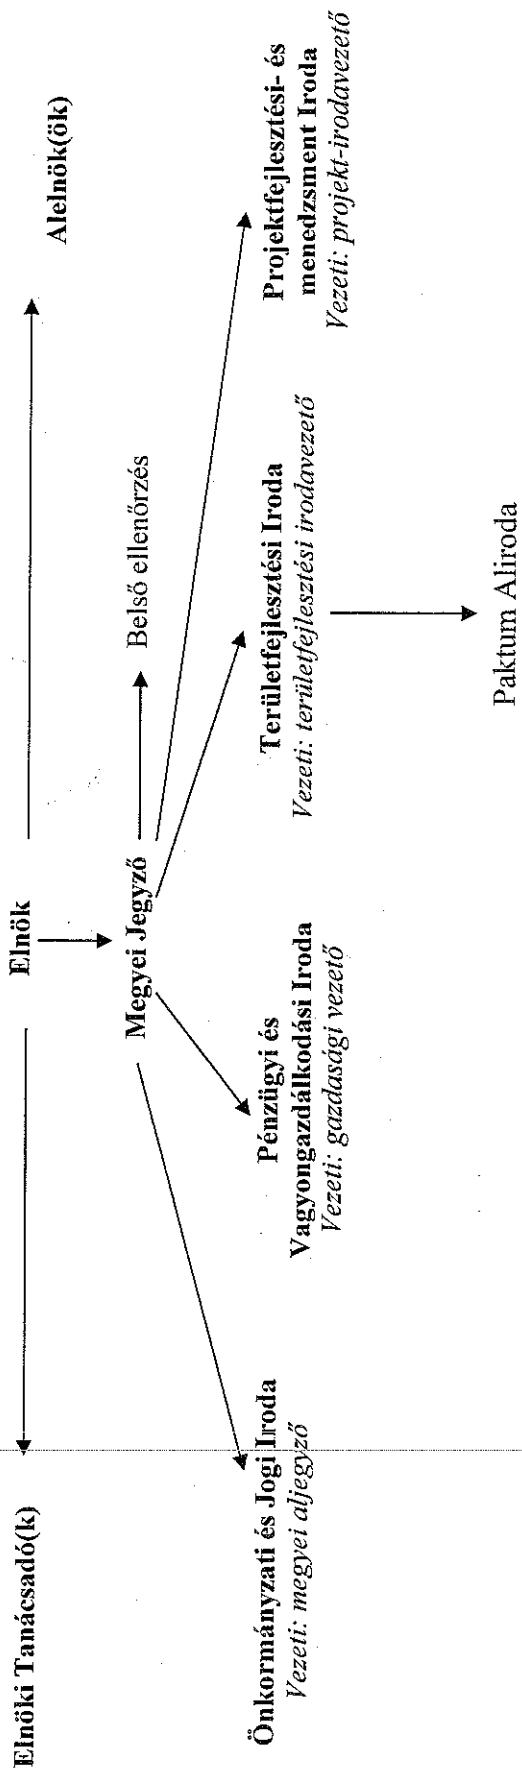 Elnök
Elnöki Tanácsadó(k)
Alelnök(ök)
Megyei Jegyző
Belső ellenőrzés
Önkormányzati és Jogi Iroda
Vezeti: megyei aljegyző
Pénzügyi és
Vagyongazdálkodási Iroda
Vezeti: gazdasági vezető
Területfejlesztési Iroda
Vezeti: területfejlesztési irodavezető
Projektfejlesztési- és
menedzsment Iroda
Vezeti: projekt-irodavezető
Paktum Aliroda